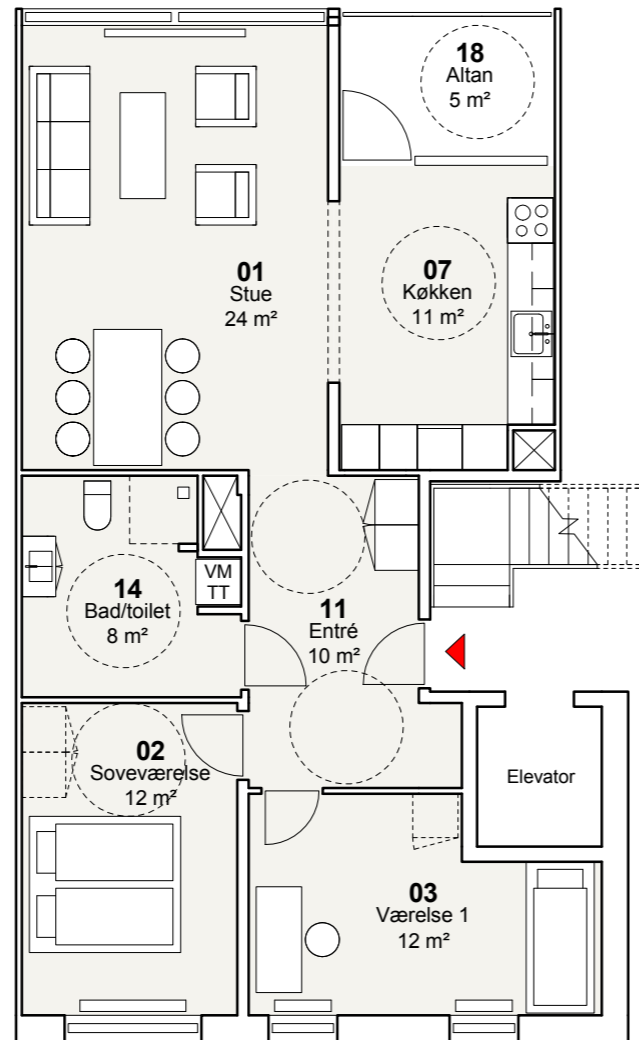 18
Altan
5 m²
01
Stue
24 m²
07
Køkken
11 m²
14
Bad/toilet
8 m²
VM
TT
11
Entré
10 m²
02
Soveværelse
12 m²
Elevator
03
Værelse 1
12 m²